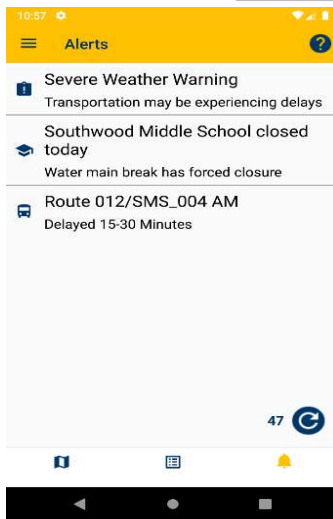 10:57
Alerts
?
Severe Weather Warning
Transportation may be experiencing delays
Southwood Middle School closed
today
Water main break has forced closure
Route 012/SMS_004 AM
Delayed 15-30 Minutes
47